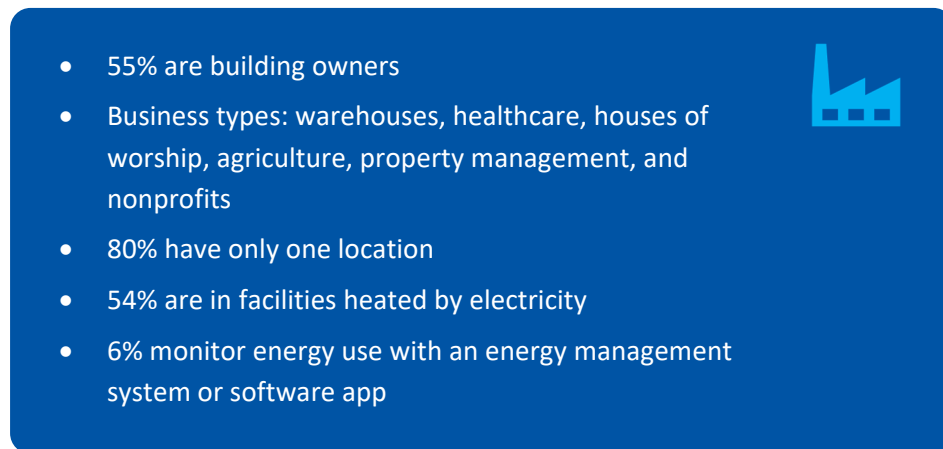 • 55% are building owners
• Business types: warehouses, healthcare, houses of
worship, agriculture, property management, and
nonprofits
• 80% have only one location
• 54% are in facilities heated by electricity
• 6% monitor energy use with an energy management
system or software app